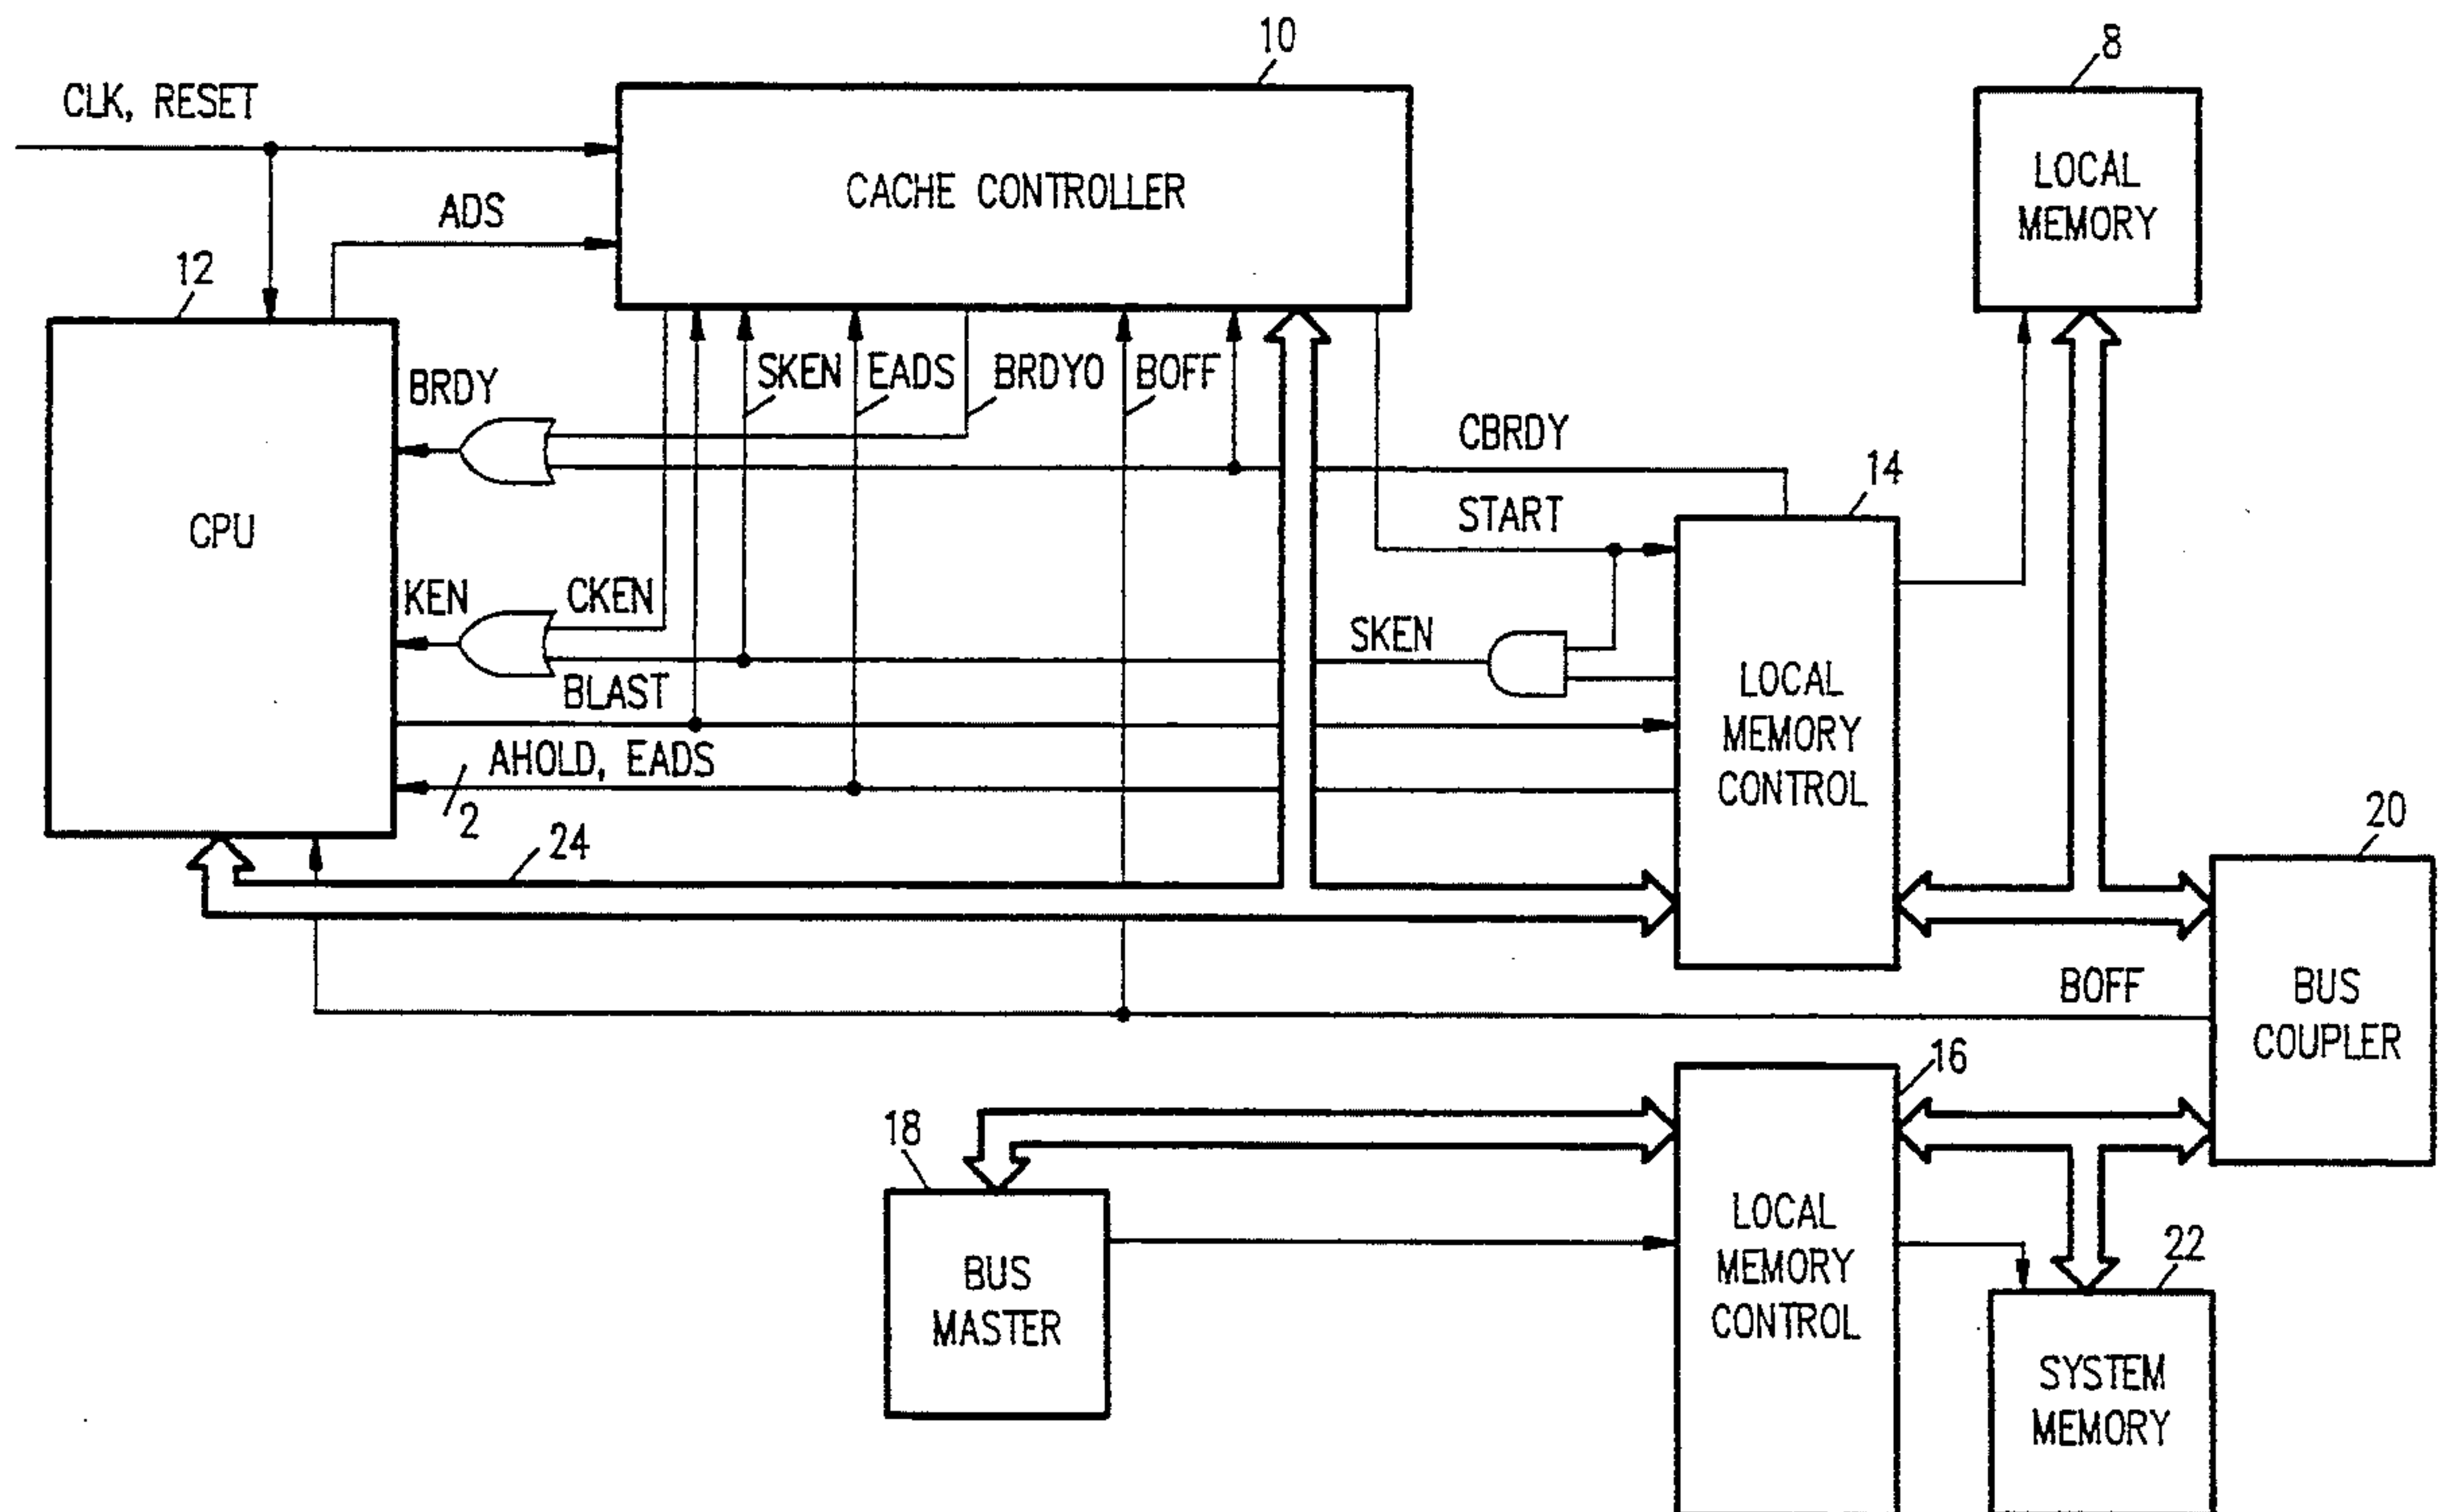 10
8
CLK, RESET
CACHE CONTROLLER
LOCAL
MEMORY
ADS
12
SKEN
EADS
BRDYO
BOFF
BRDY
CBRDY
14
CPU
START
KEN
CKEN
SKEN
LOCAL
MEMORY
CONTROL
BLAST
AHOLD, EADS
2
24
20
BOFF
BUS
COUPLER
16
18
LOCAL
MEMORY
CONTROL
22
BUS
MASTER
SYSTEM
MEMORY